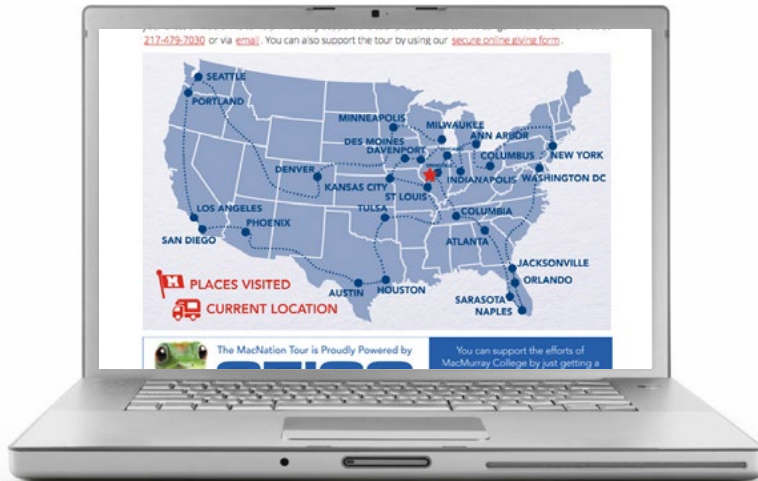 217-479-7030 or via email. You can also support the tour by using our secure online giving form.
SEATTLE
PORTLAND
MINNEAPOLIS
MILWAUKEE
ANN ARBOR
DES MOINES
DAVENPORT
COLUMBUS
NEW YORK
DENVER
KANSAS CITY
INDIANAPOLIS
WASHINGTON DC
ST LOUIS
TULSA
LOS ANGELES
PHOENIX
COLUMBIA
SAN DIEGO
ATLANTA
JACKSONVILLE
ORLANDO
AUSTIN
HOUSTON
SARASOTA
NAPLES
M PLACES VISITED
CURRENT LOCATION
The MacNation Tour is Proudly Powered by
You can support the efforts of
MacMurray College by just getting a